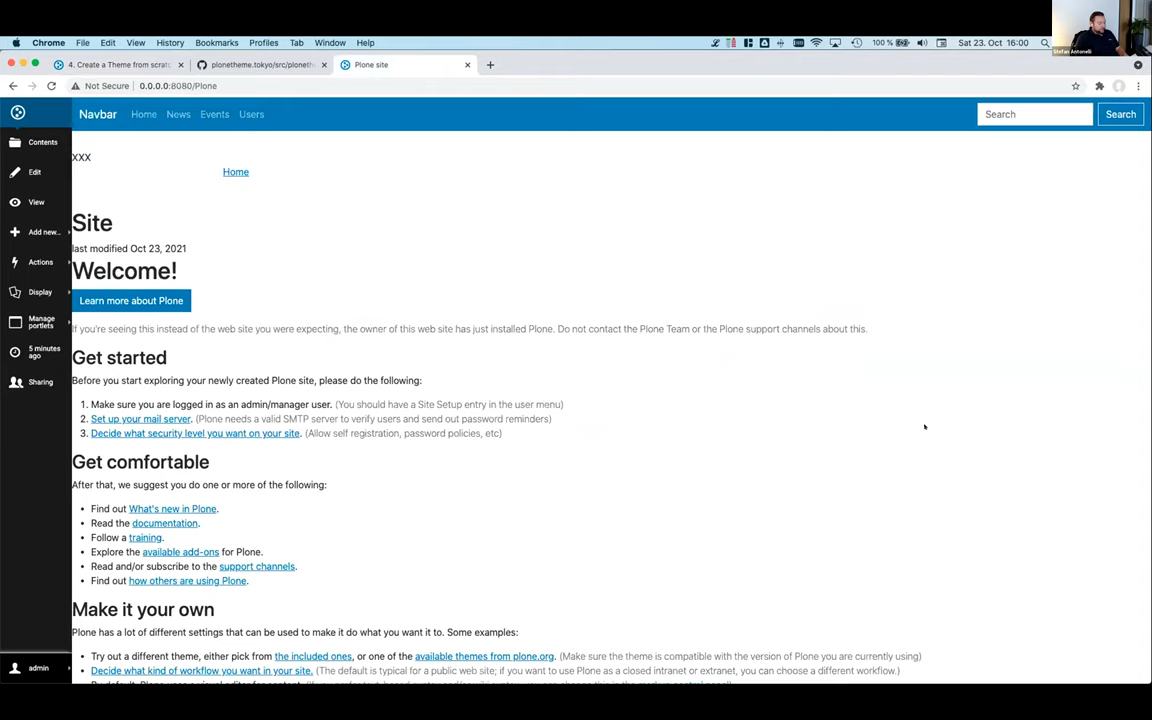 Chrome File Edit View History Bookmarks Profiles Tab Window Help 100 % Sat 23. Oct 16:00
Stefan Antonelli
4. Create a Theme from scratc
plonetheme.tokyo/src/ploneth
Plone site
Not Secure 0.0.0.0:8080/Plone
Navbar Home News Events Users Search Search
Contents
Edit
View
Add new...
Actions
Display
Manage
portlets
5 minutes
ago
Sharing
admin
XXX
Home
Site
last modified Oct 23, 2021
Welcome!
Learn more about Plone
If you're seeing this instead of the web site you were expecting, the owner of this web site has just installed Plone. Do not contact the Plone Team or the Plone support channels about this.
Get started
Before you start exploring your newly created Plone site, please do the following:
1. Make sure you are logged in as an admin/manager user. (You should have a Site Setup entry in the user menu)
2. Set up your mail server. (Plone needs a valid SMTP server to verify users and send out password reminders)
3. Decide what security level you want on your site. (Allow self registration, password policies, etc)
Get comfortable
After that, we suggest you do one or more of the following:
• Find out What's new in Plone.
• Read the documentation.
• Follow a training.
• Explore the available add-ons for Plone.
• Read and/or subscribe to the support channels.
• Find out how others are using Plone.
Make it your own
Plone has a lot of different settings that can be used to make it do what you want it to. Some examples:
• Try out a different theme, either pick from the included ones, or one of the available themes from plone.org. (Make sure the theme is compatible with the version of Plone you are currently using)
• Decide what kind of workflow you want in your site. (The default is typical for a public web site; if you want to use Plone as a closed intranet or extranet, you can choose a different workflow.)